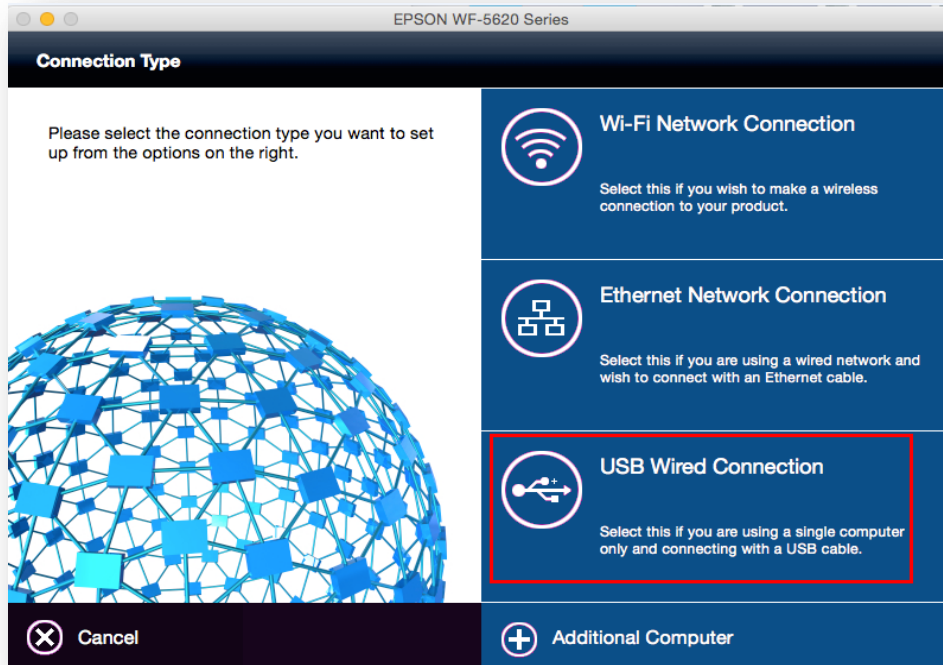 EPSON WF-5620 Series
Connection Type
Please select the connection type you want to set
up from the options on the right.
Wi-Fi Network Connection
Select this if you wish to make a wireless
connection to your product.
Ethernet Network Connection
Select this if you are using a wired network and
wish to connect with an Ethernet cable.
USB Wired Connection
Select this if you are using a single computer
only and connecting with a USB cable.
Cancel
Additional Computer